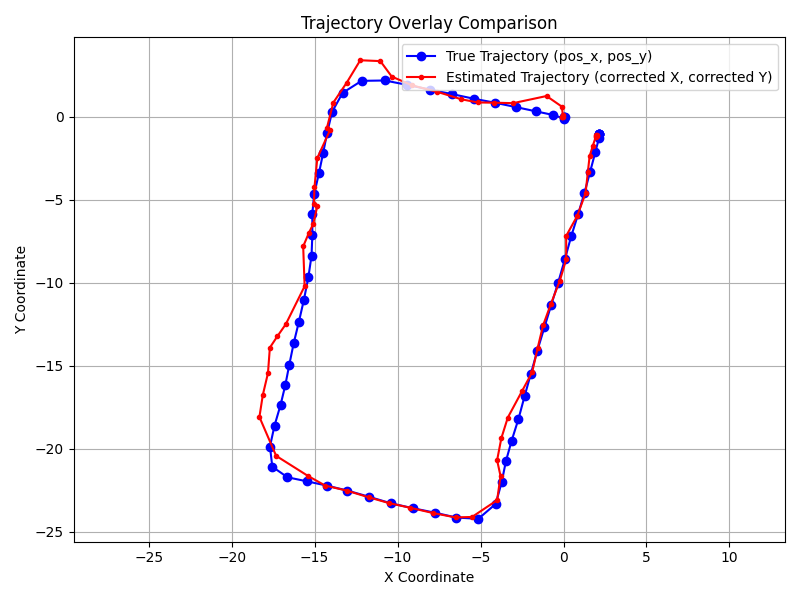 Trajectory Overlay Comparison
True Trajectory (pos_x, pos_y)
Estimated Trajectory (corrected X, corrected Y)
Y Coordinate
0
−5
−10
−15
−20
−25
−25
−20
−15
−10
−5
0
5
10
X Coordinate